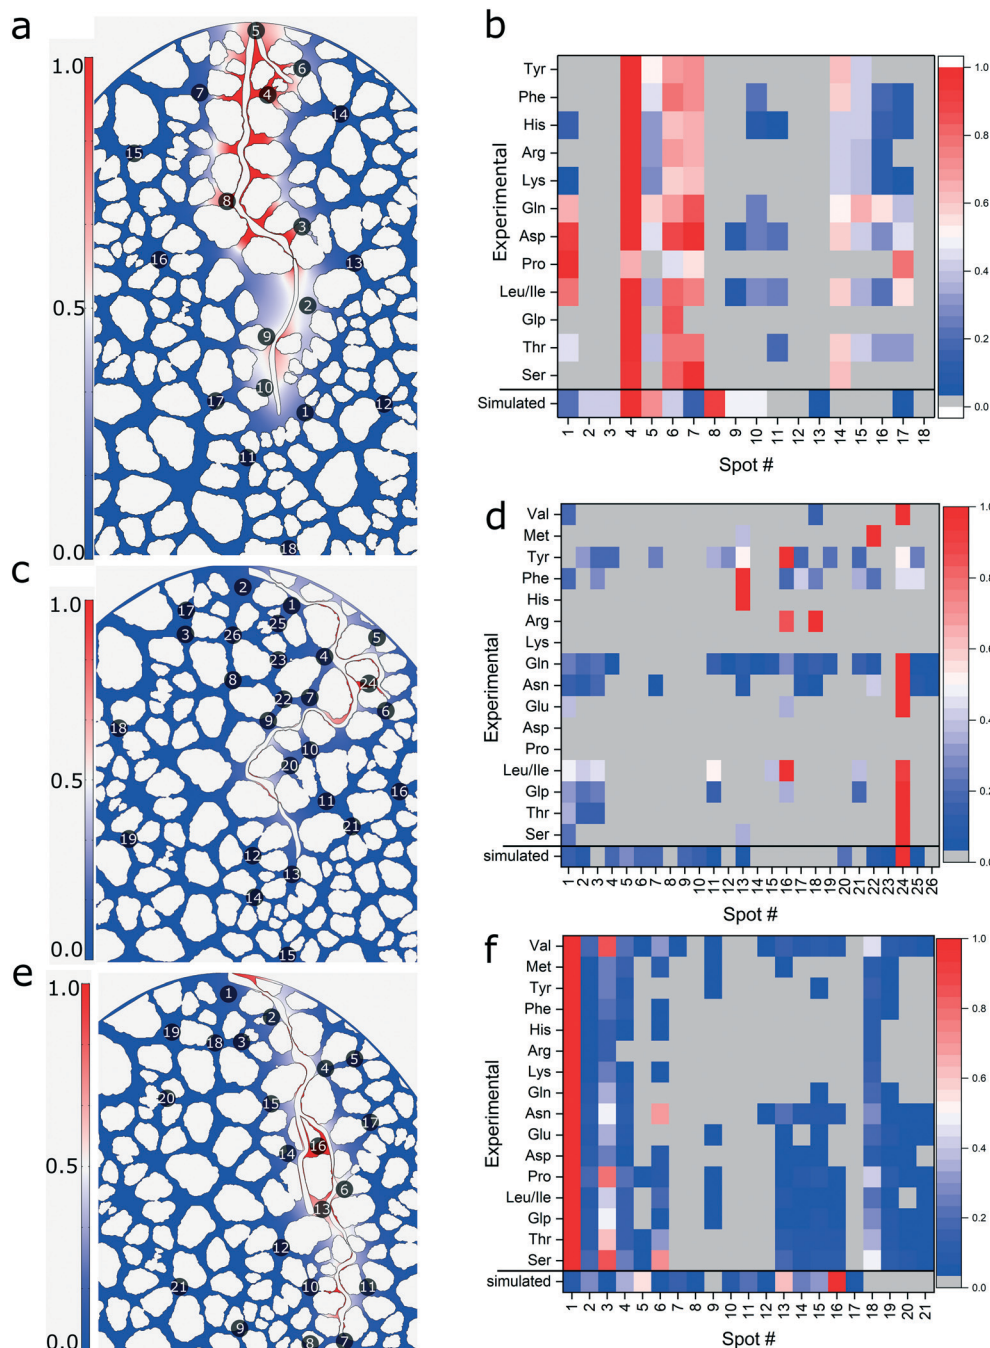 a
1.0
0.5
0.0
5
6
7
4
14
15
8
3
16
13
2
9
10
17
1
12
11
18
b
Experimental
Tyr
Phe
His
Arg
Lys
Gln
Asp
Pro
Leu/Ile
Glp
Thr
Ser
Simulated
1 2 3 4 5 6 7 8 9 10 11 12 13 14 15 16 17 18
Spot #
1.0
0.8
0.6
0.4
0.2
0.0
c
1.0
0.5
0.0
2
17
1
3
26
25
5
23
4
8
24
22
7
6
18
9
10
20
16
11
19
21
12
13
14
15
d
Experimental
Val
Met
Tyr
Phe
His
Arg
Lys
Gln
Asn
Glu
Asp
Pro
Leu/Ile
Glp
Thr
Ser
simulated
1 2 3 4 5 6 7 8 9 10 11 12 13 14 15 16 17 18 19 20 21 22 23 24 25 26
Spot #
1.0
0.8
0.6
0.4
0.2
0.0
e
1.0
0.5
0.0
1
2
19
18
3
5
4
20
15
17
16
14
6
13
12
21
10
11
9
8
7
f
Experimental
Val
Met
Tyr
Phe
His
Arg
Lys
Gln
Asn
Glu
Asp
Pro
Leu/Ile
Glp
Thr
Ser
simulated
1 2 3 4 5 6 7 8 9 10 11 12 13 14 15 16 17 18 19 20 21
Spot #
1.0
0.8
0.6
0.4
0.2
0.0